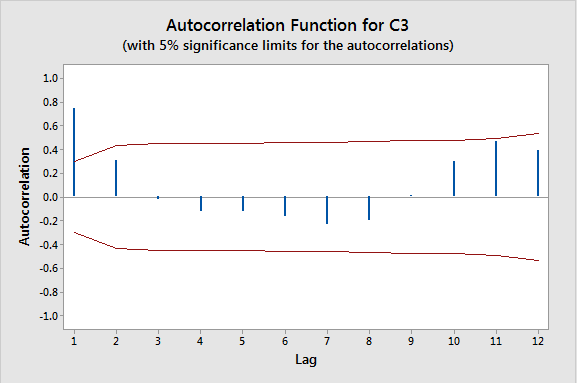 Autocorrelation Function for C3
(with 5% significance limits for the autocorrelations)
1.0
0.8
0.6
0.4
0.2
0.0
-0.2
-0.4
-0.6
-0.8
-1.0
Autocorrelation
1 2 3 4 5 6 7 8 9 10 11 12
Lag